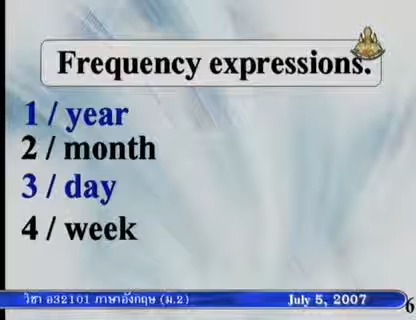 Frequency expressions.
1 / year
2 / month
3 / day
4 / week
วิชา อ32101 ภาษาอังกฤษ (ม.2)
July 5, 2007
6